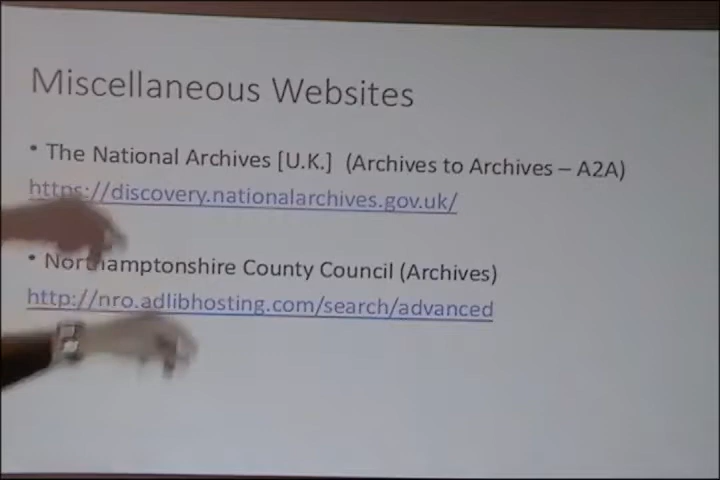 Miscellaneous Websites
• The National Archives [U.K.] (Archives to Archives – A2A)
https://discovery.nationalarchives.gov.uk/
• Northamptonshire County Council (Archives)
http://nro.adlibhosting.com/search/advanced